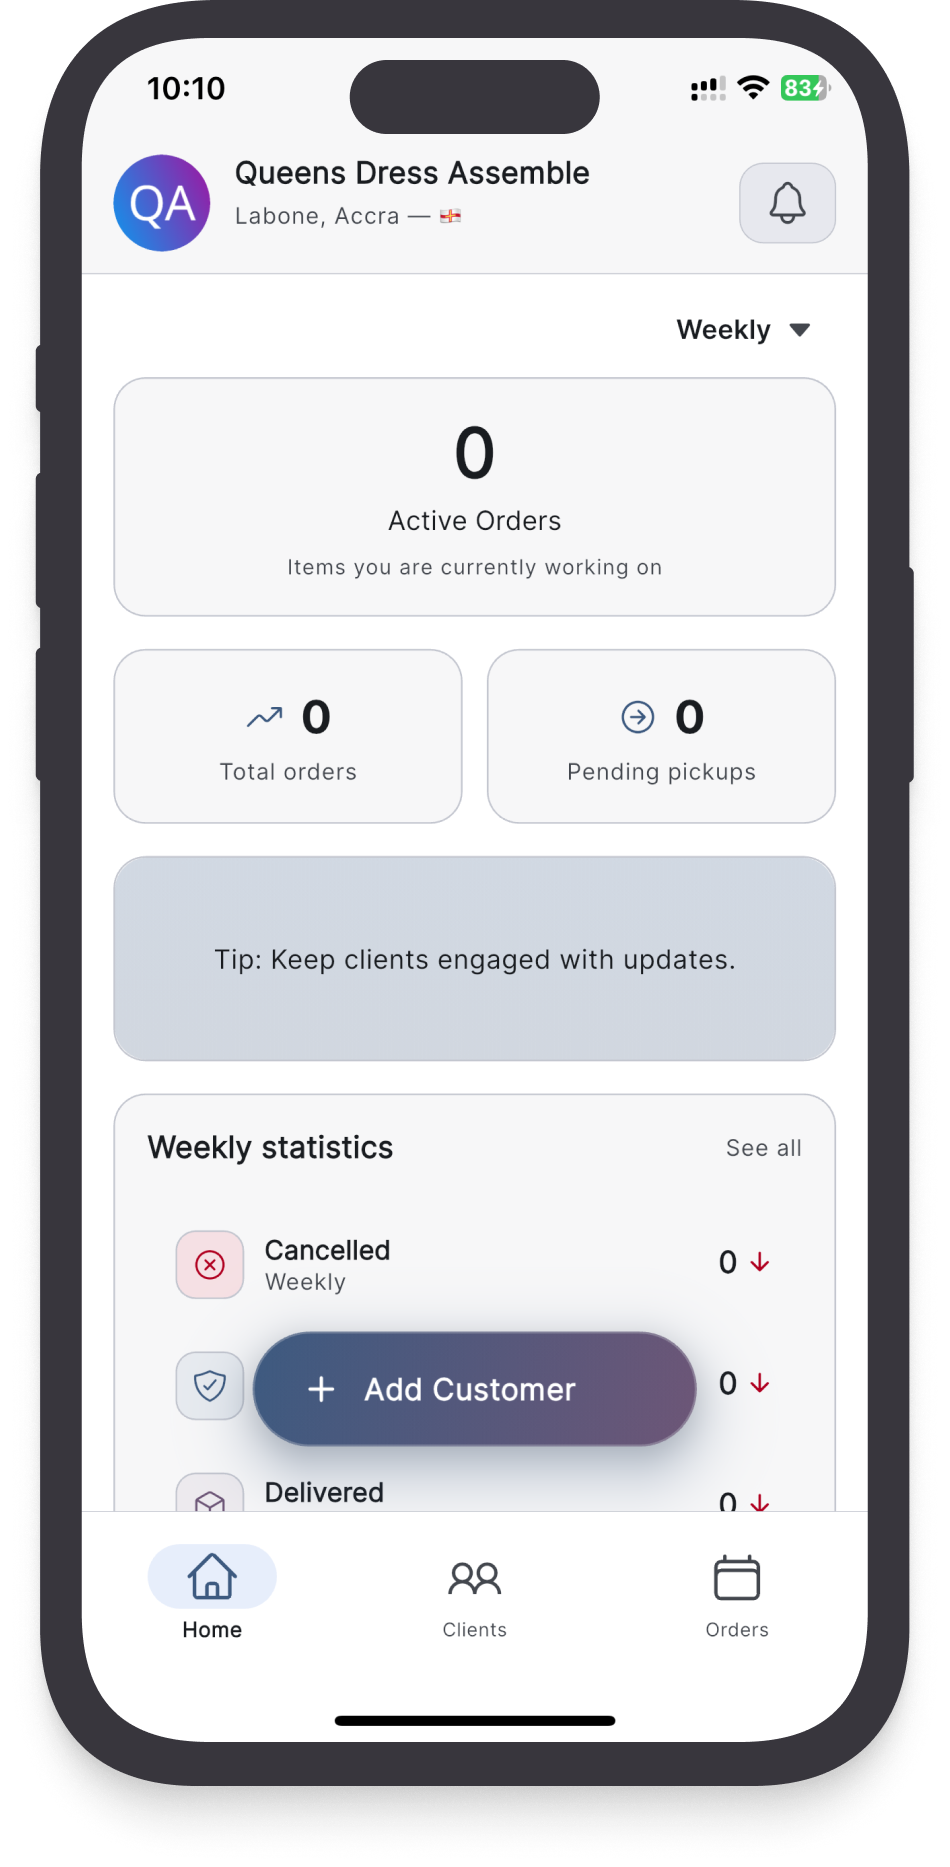 10:10
83
QA
Queens Dress Assemble
Labone, Accra —
Weekly
0
Active Orders
Items you are currently working on
0
Total orders
0
Pending pickups
Tip: Keep clients engaged with updates.
Weekly statistics
See all
Cancelled
0
Weekly
0
+ Add Customer
Delivered
0
Home
Clients
Orders